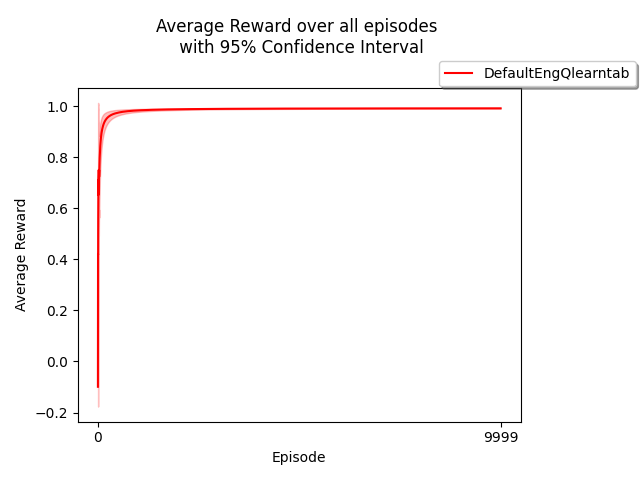 Average Reward over all episodes
with 95% Confidence Interval
DefaultEngQlearntab
1.0
0.8
0.6
0.4
0.2
0.0
−0.2
Average Reward
0
9999
Episode